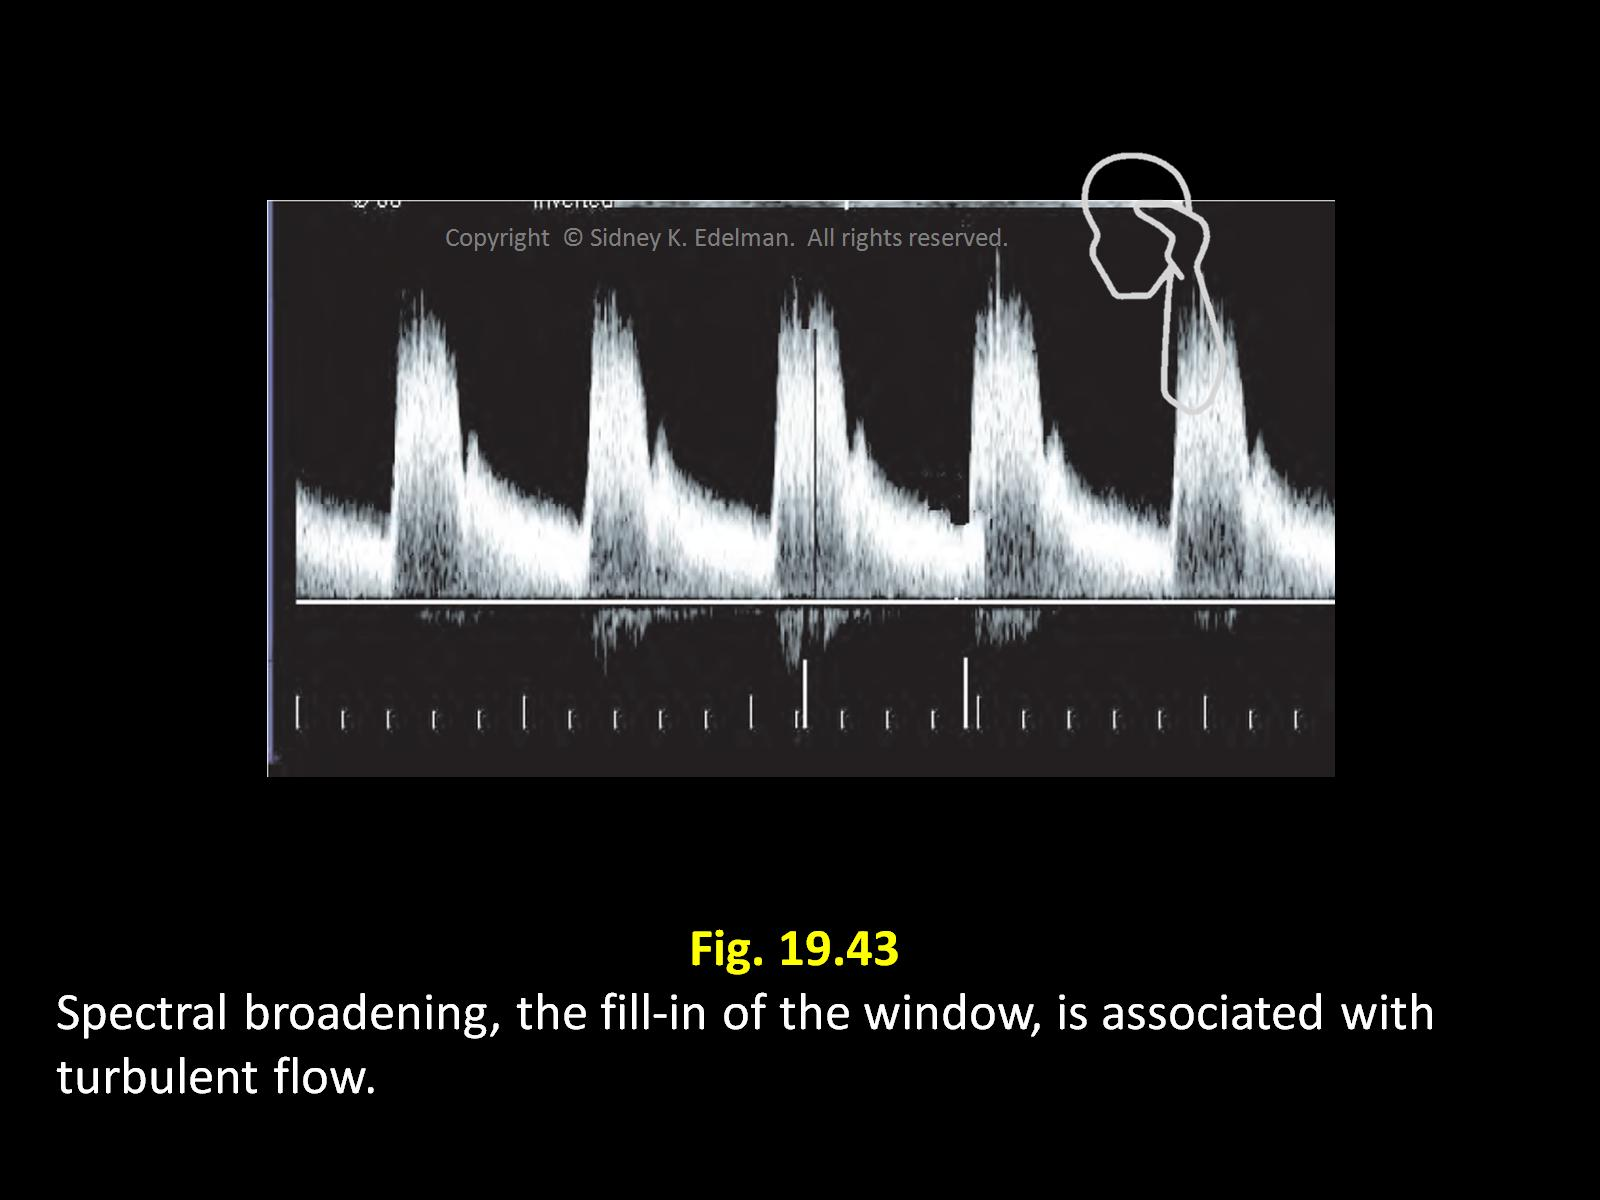 Inverted
Copyright © Sidney K. Edelman. All rights reserved.
Fig. 19.43
Spectral broadening, the fill-in of the window, is associated with
turbulent flow.